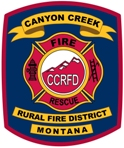 CANYON CREEK
FIRE
CCRFD
RESCUE
RURAL FIRE DISTRICT
MONTANA